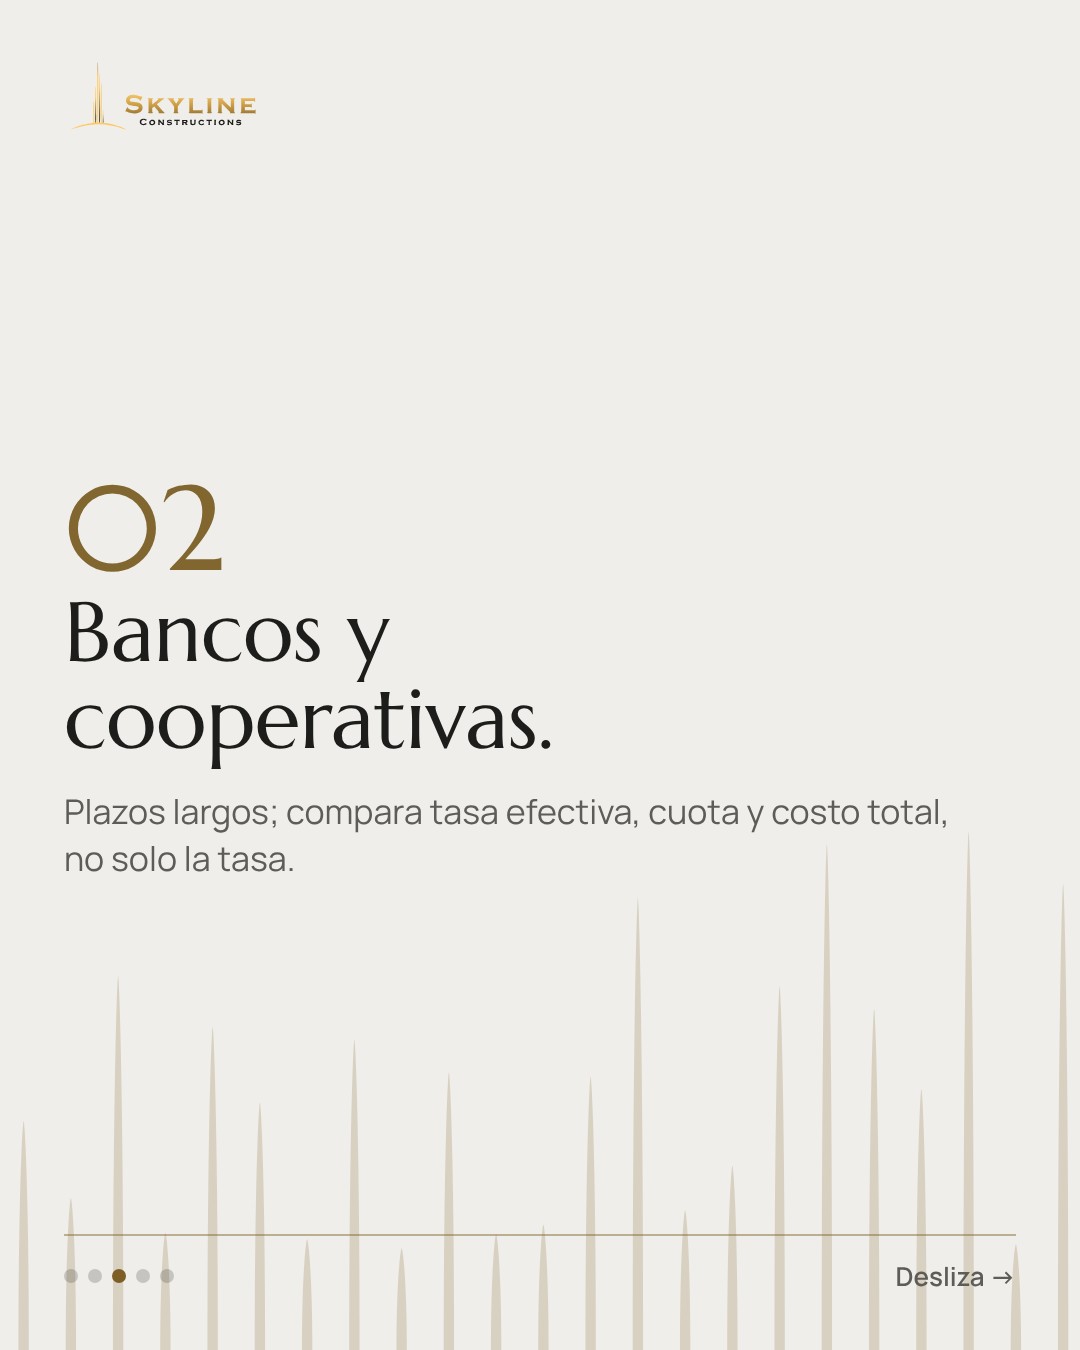 SKYLINE
CONSTRUCTIONS
02
Bancos y
cooperativas.
Plazos largos; compara tasa efectiva, cuota y costo total,
no solo la tasa.
Desliza →